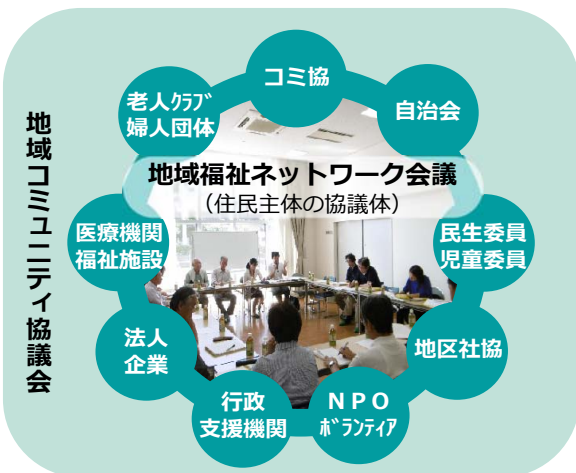 地域コミュニティ協議会
コミ協
老人ｸﾗﾌﾞ
婦人団体
自治会
地域福祉ネットワーク会議
（住民主体の協議体）
医療機関
福祉施設
民生委員
児童委員
法人
企業
地区社協
行政
支援機関
ＮＰＯ
ﾎﾞﾗﾝﾃｨｱ